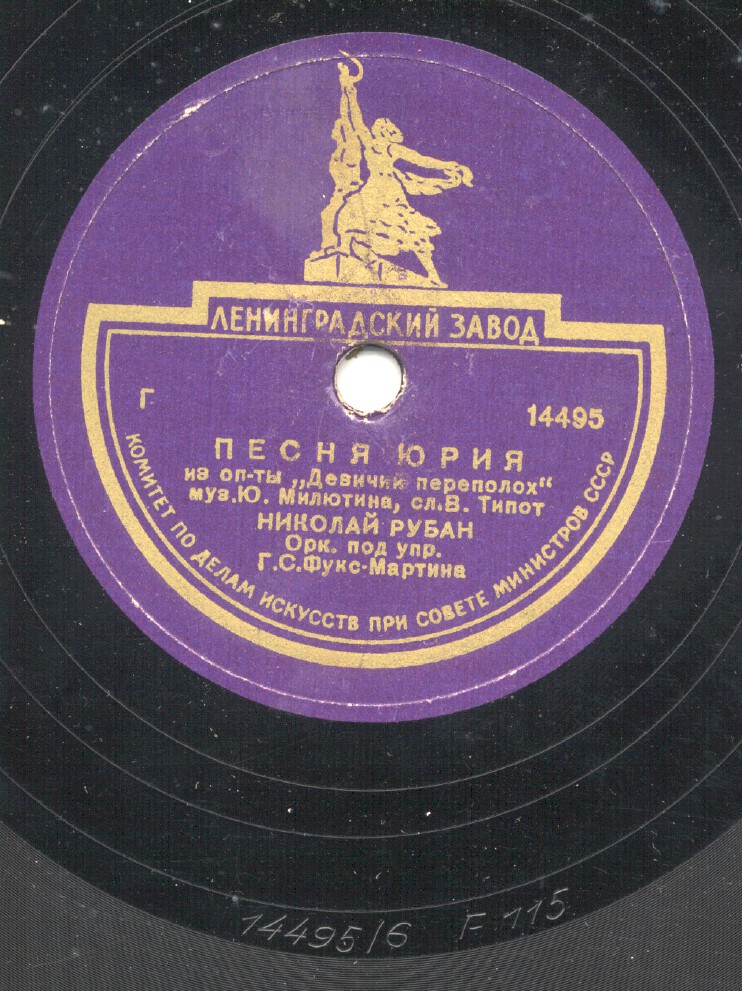 ЛЕНИНГРАДСКИЙ ЗАВОД
Г
14495
ПЕСНЯ ЮРИЯ
из оп-ты „Девичий переполох“
муз.Ю. Милютина, сл.В. Типот
НИКОЛАЙ РУБАН
Орк. под упр.
Г.С.Фукс-Мартина
КОМИТЕТ ПО ДЕЛАМ ИСКУССТВ ПРИ СОВЕТЕ МИНИСТРОВ СССР
14495/6 F 115